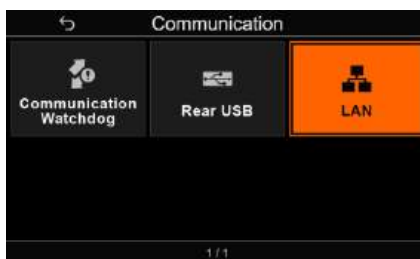 Communication
Communication
Watchdog
Rear USB
LAN
1/1